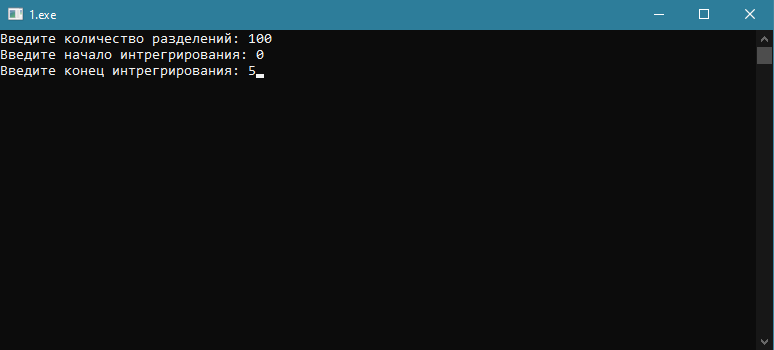 1.exe
Введите количество разделений: 100
Введите начало интрегрирования: 0
Введите конец интрегрирования: 5